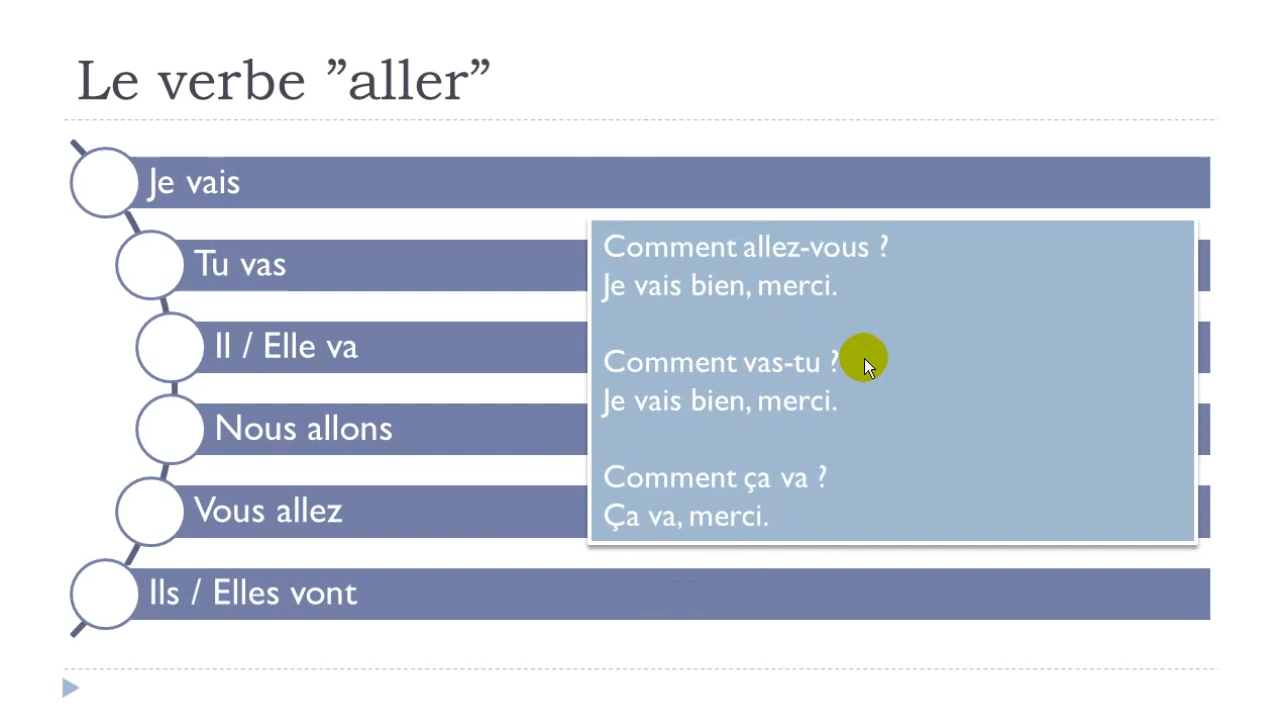 Le verbe ”aller”
Je vais
Tu vas
Il / Elle va
Nous allons
Vous allez
Ils / Elles vont
Comment allez-vous ?
Je vais bien, merci.
Comment vas-tu ?
Je vais bien, merci.
Comment ça va ?
Ça va, merci.